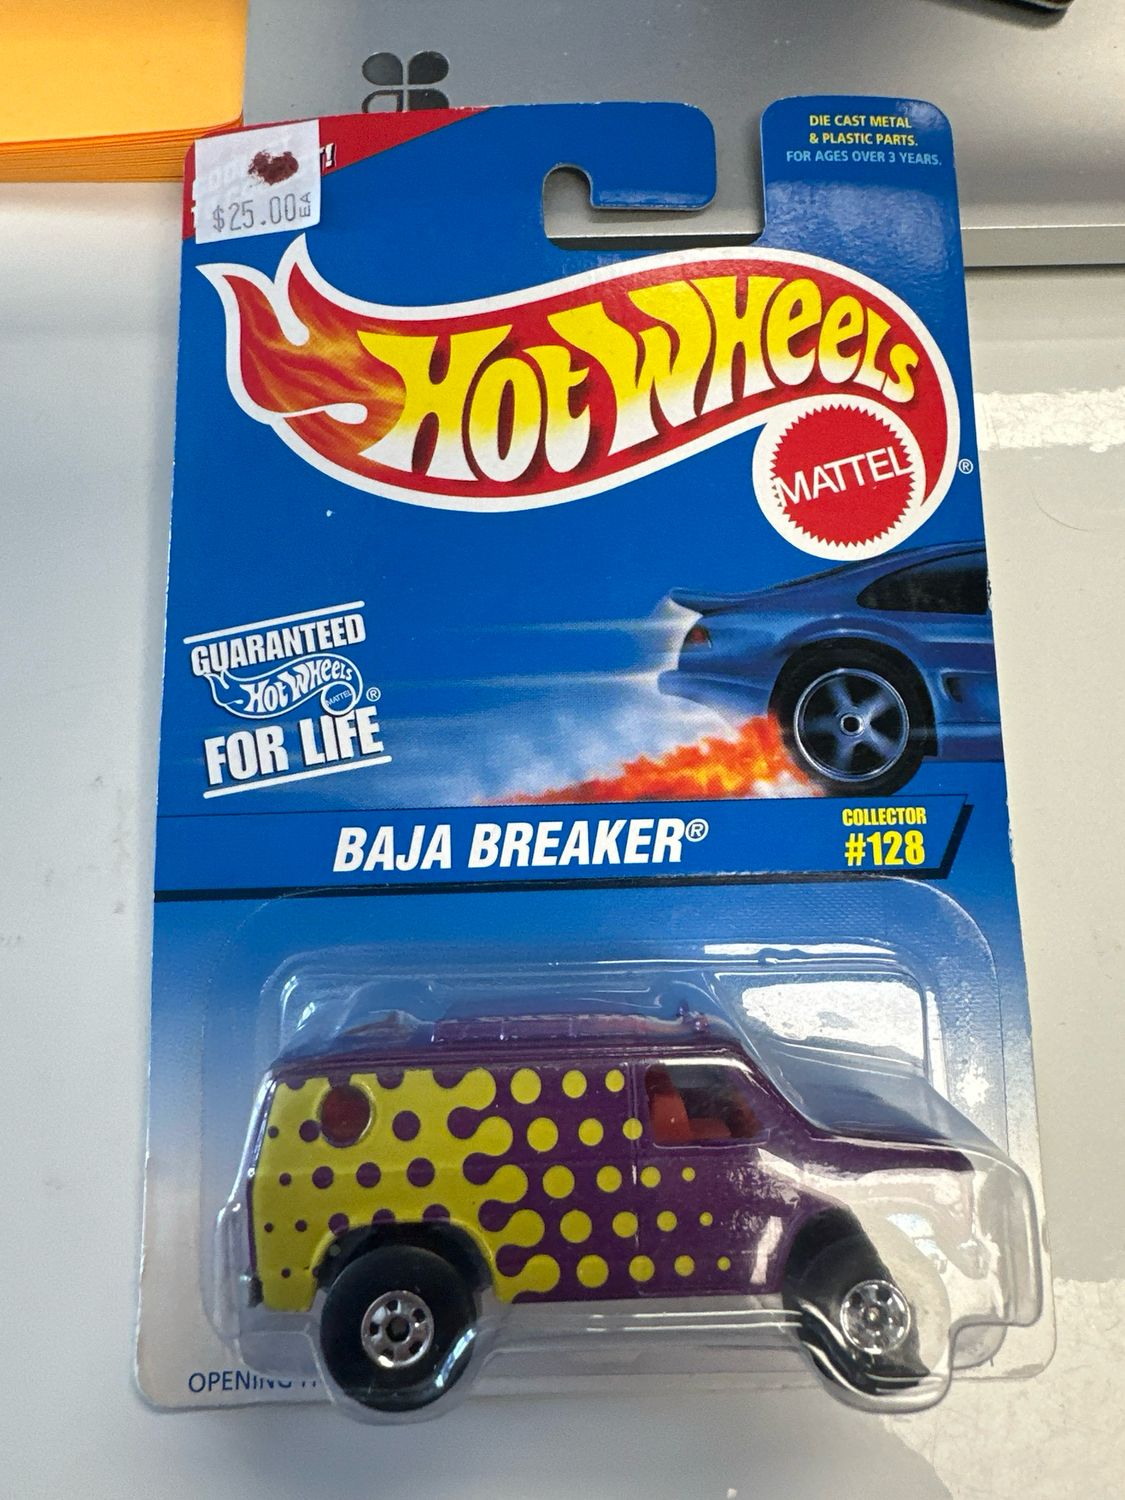 DIE CAST METAL
& PLASTIC PARTS.
FOR AGES OVER 3 YEARS.
$25.00 EA
HOT WHEELS
MATTEL
®
GUARANTEED
HOT WHEELS
MATTEL ®
FOR LIFE
BAJA BREAKER®
COLLECTOR
#128